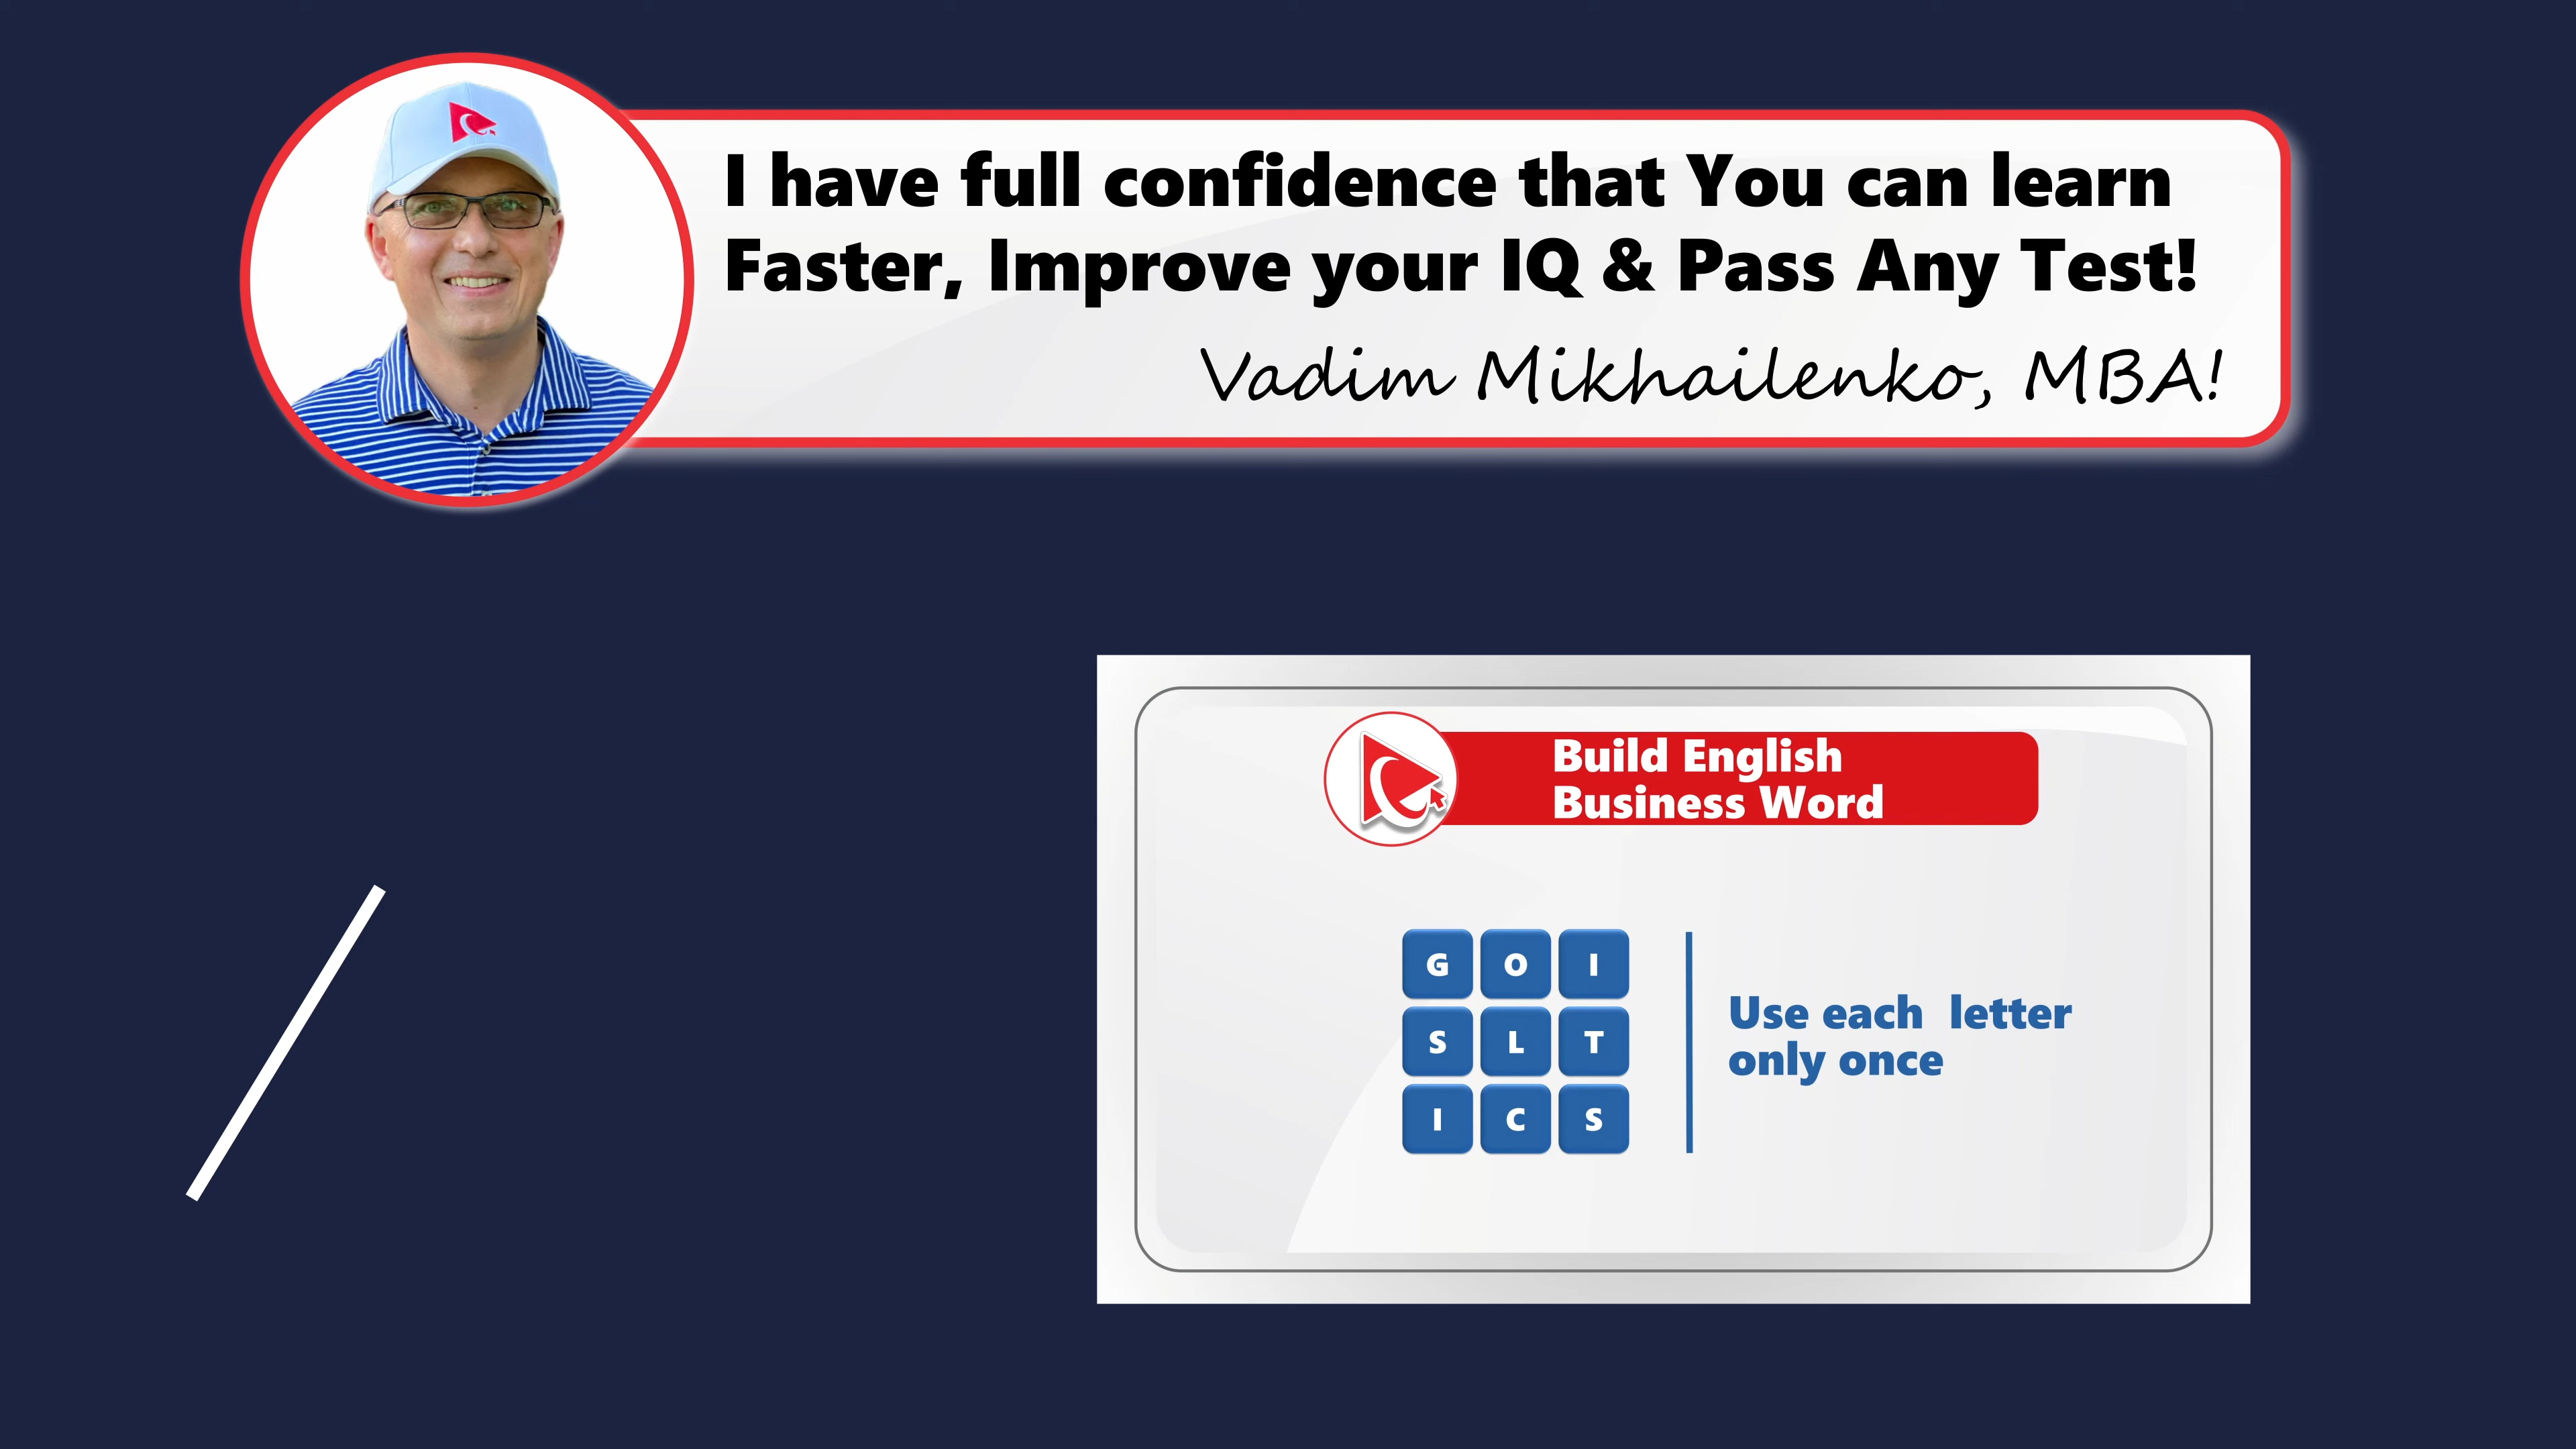 I have full confidence that You can learn
Faster, Improve your IQ & Pass Any Test!
Vadim Mikhailenko, MBA!
Build English
Business Word
G O I
S L T
I C S
Use each letter
only once